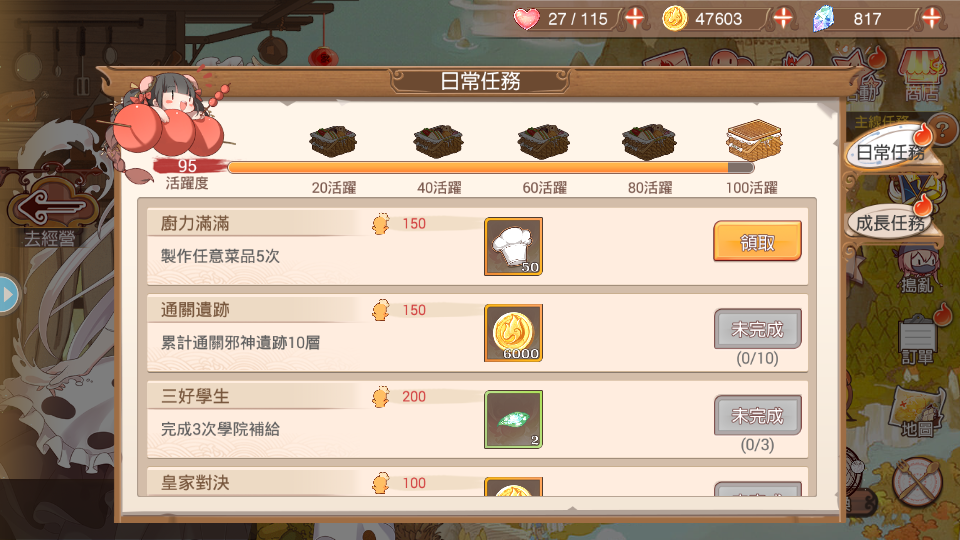 27 / 115
47603
817
日常任務
商店
主線任務
日常任務
95
活躍度
20活躍
40活躍
60活躍
80活躍
100活躍
去經營
成長任務
廚力滿滿
150
製作任意菜品5次
50
領取
搗亂
通關遺跡
150
累計通關邪神遺跡10層
6000
未完成
(0/10)
訂單
三好學生
200
完成3次學院補給
2
未完成
(0/3)
地圖
皇家對決
100